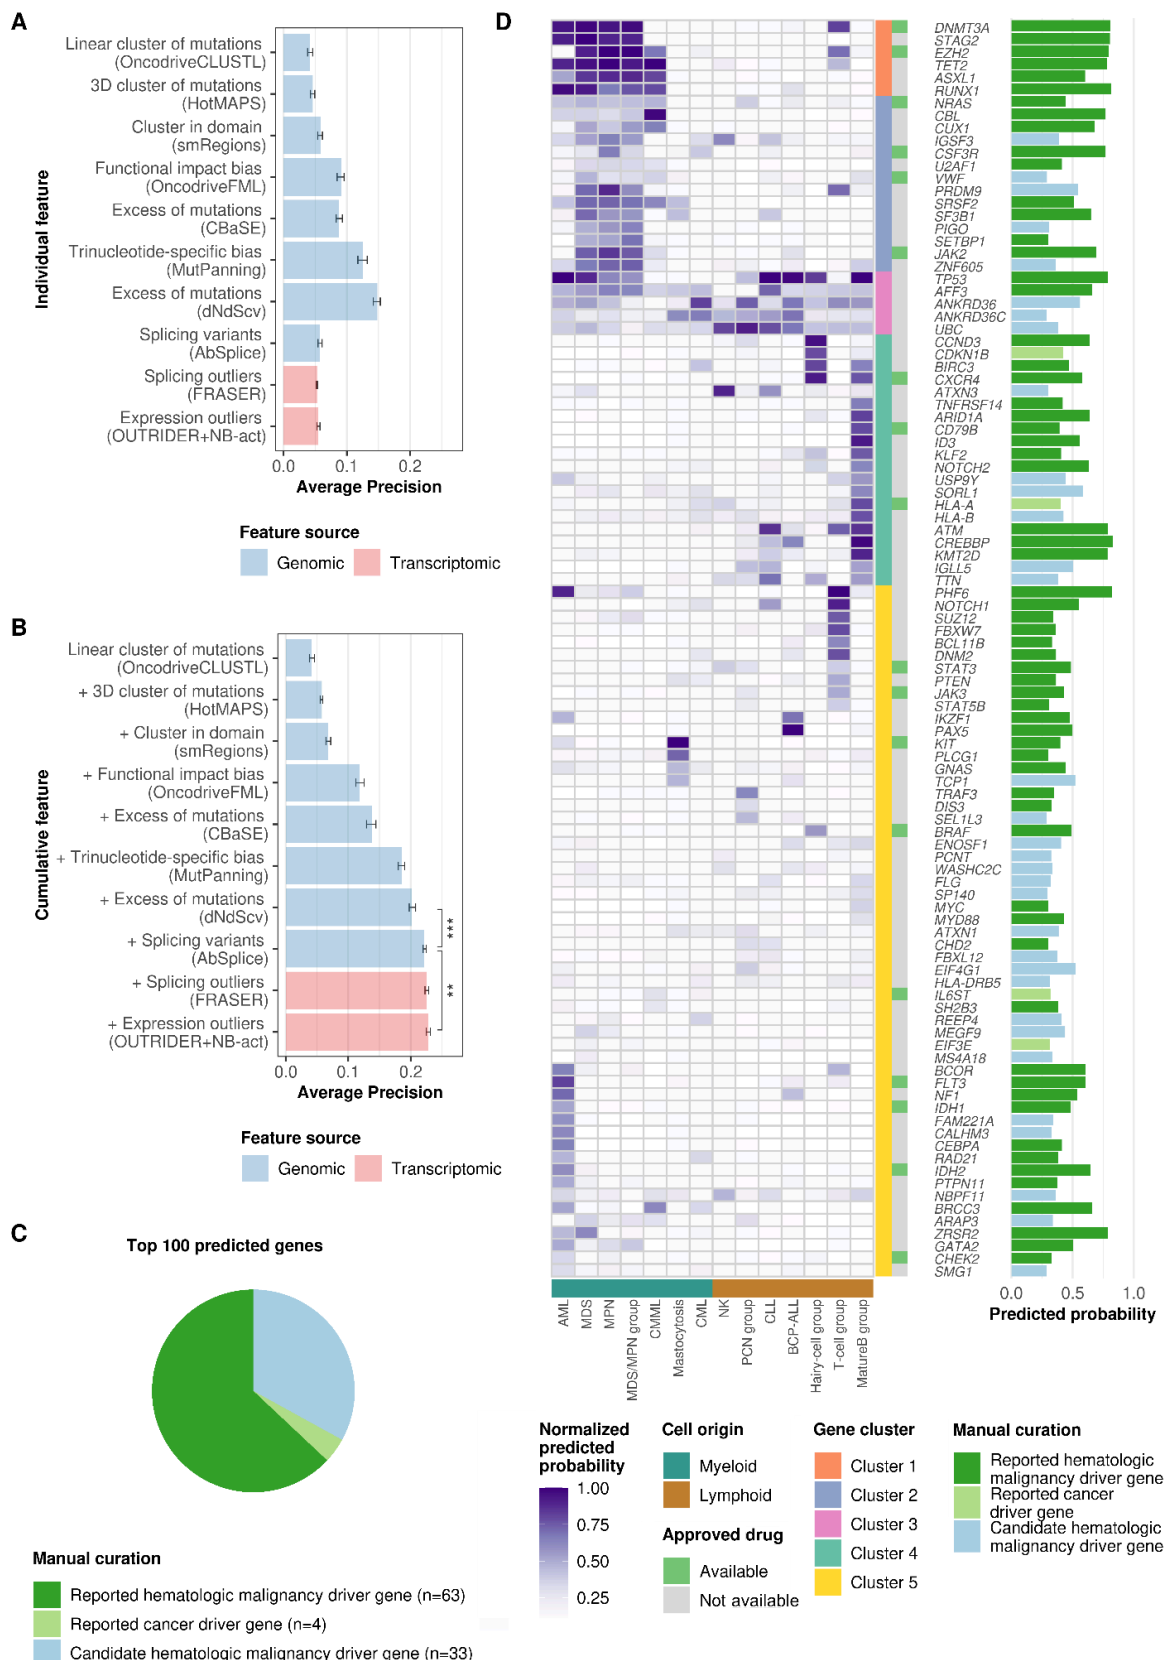 A
Linear cluster of mutations
(OncodriveCLUSTL)
3D cluster of mutations
(HotMAPS)
Cluster in domain
(smRegions)
Functional impact bias
(OncodriveFML)
Excess of mutations
(CBaSE)
Trinucleotide-specific bias
(MutPanning)
Excess of mutations
(dNdScv)
Splicing variants
(AbSplice)
Splicing outliers
(FRASER)
Expression outliers
(OUTRIDER+NB-act)
Individual feature
0.0
0.1
0.2
Average Precision
Feature source
Genomic
Transcriptomic
B
Linear cluster of mutations
(OncodriveCLUSTL)
+ 3D cluster of mutations
(HotMAPS)
+ Cluster in domain
(smRegions)
+ Functional impact bias
(OncodriveFML)
+ Excess of mutations
(CBaSE)
+ Trinucleotide-specific bias
(MutPanning)
+ Excess of mutations
(dNdScv)
+ Splicing variants
(AbSplice)
+ Splicing outliers
(FRASER)
+ Expression outliers
(OUTRIDER+NB-act)
Cumulative feature
***
**
0.0
0.1
0.2
Average Precision
Feature source
Genomic
Transcriptomic
C
Top 100 predicted genes
Manual curation
Reported hematologic malignancy driver gene (n=63)
Reported cancer driver gene (n=4)
Candidate hematologic malignancy driver gene (n=33)
D
DNMT3A
STAG2
EZH2
TET2
ASXL1
RUNX1
NRAS
CBL
CUX1
IGSF3
CSF3R
U2AF1
VWF
PRDM9
SRSF2
SF3B1
PIGO
SETBP1
JAK2
ZNF605
TP53
AFF3
ANKRD36
ANKRD36C
UBC
CCND3
CDKN1B
BIRC3
CXCR4
ATXN3
TNFRSF14
ARID1A
CD79B
ID3
KLF2
NOTCH2
USP9Y
SORL1
HLA-A
HLA-B
ATM
CREBBP
KMT2D
IGLL5
TTN
PHF6
NOTCH1
SUZ12
FBXW7
BCL11B
DNM2
STAT3
PTEN
JAK3
STAT5B
IKZF1
PAX5
KIT
PLCG1
GNAS
TCP1
TRAF3
DIS3
SEL1L3
BRAF
ENOSF1
PCNT
WASHC2C
FLG
SP140
MYC
MYD88
ATXN1
CHD2
FBXL12
EIF4G1
HLA-DRB5
IL6ST
SH2B3
REEP4
MEGF9
EIF3E
MS4A18
BCOR
FLT3
NF1
IDH1
FAM221A
CALHM3
CEBPA
RAD21
IDH2
PTPN11
NBPF11
BRCC3
ARAP3
ZRSR2
GATA2
CHEK2
SMG1
0.0
0.5
1.0
Predicted probability
AML
MDS
MPN
MDS/MPN group
CMML
Mastocytosis
CML
NK
PCN group
CLL
BCP-ALL
Hairy-cell group
T-cell group
MatureB group
Normalized
predicted
probability
1.00
0.75
0.50
0.25
Cell origin
Myeloid
Lymphoid
Approved drug
Available
Not available
Gene cluster
Cluster 1
Cluster 2
Cluster 3
Cluster 4
Cluster 5
Manual curation
Reported hematologic
malignancy driver gene
Reported cancer
driver gene
Candidate hematologic
malignancy driver gene